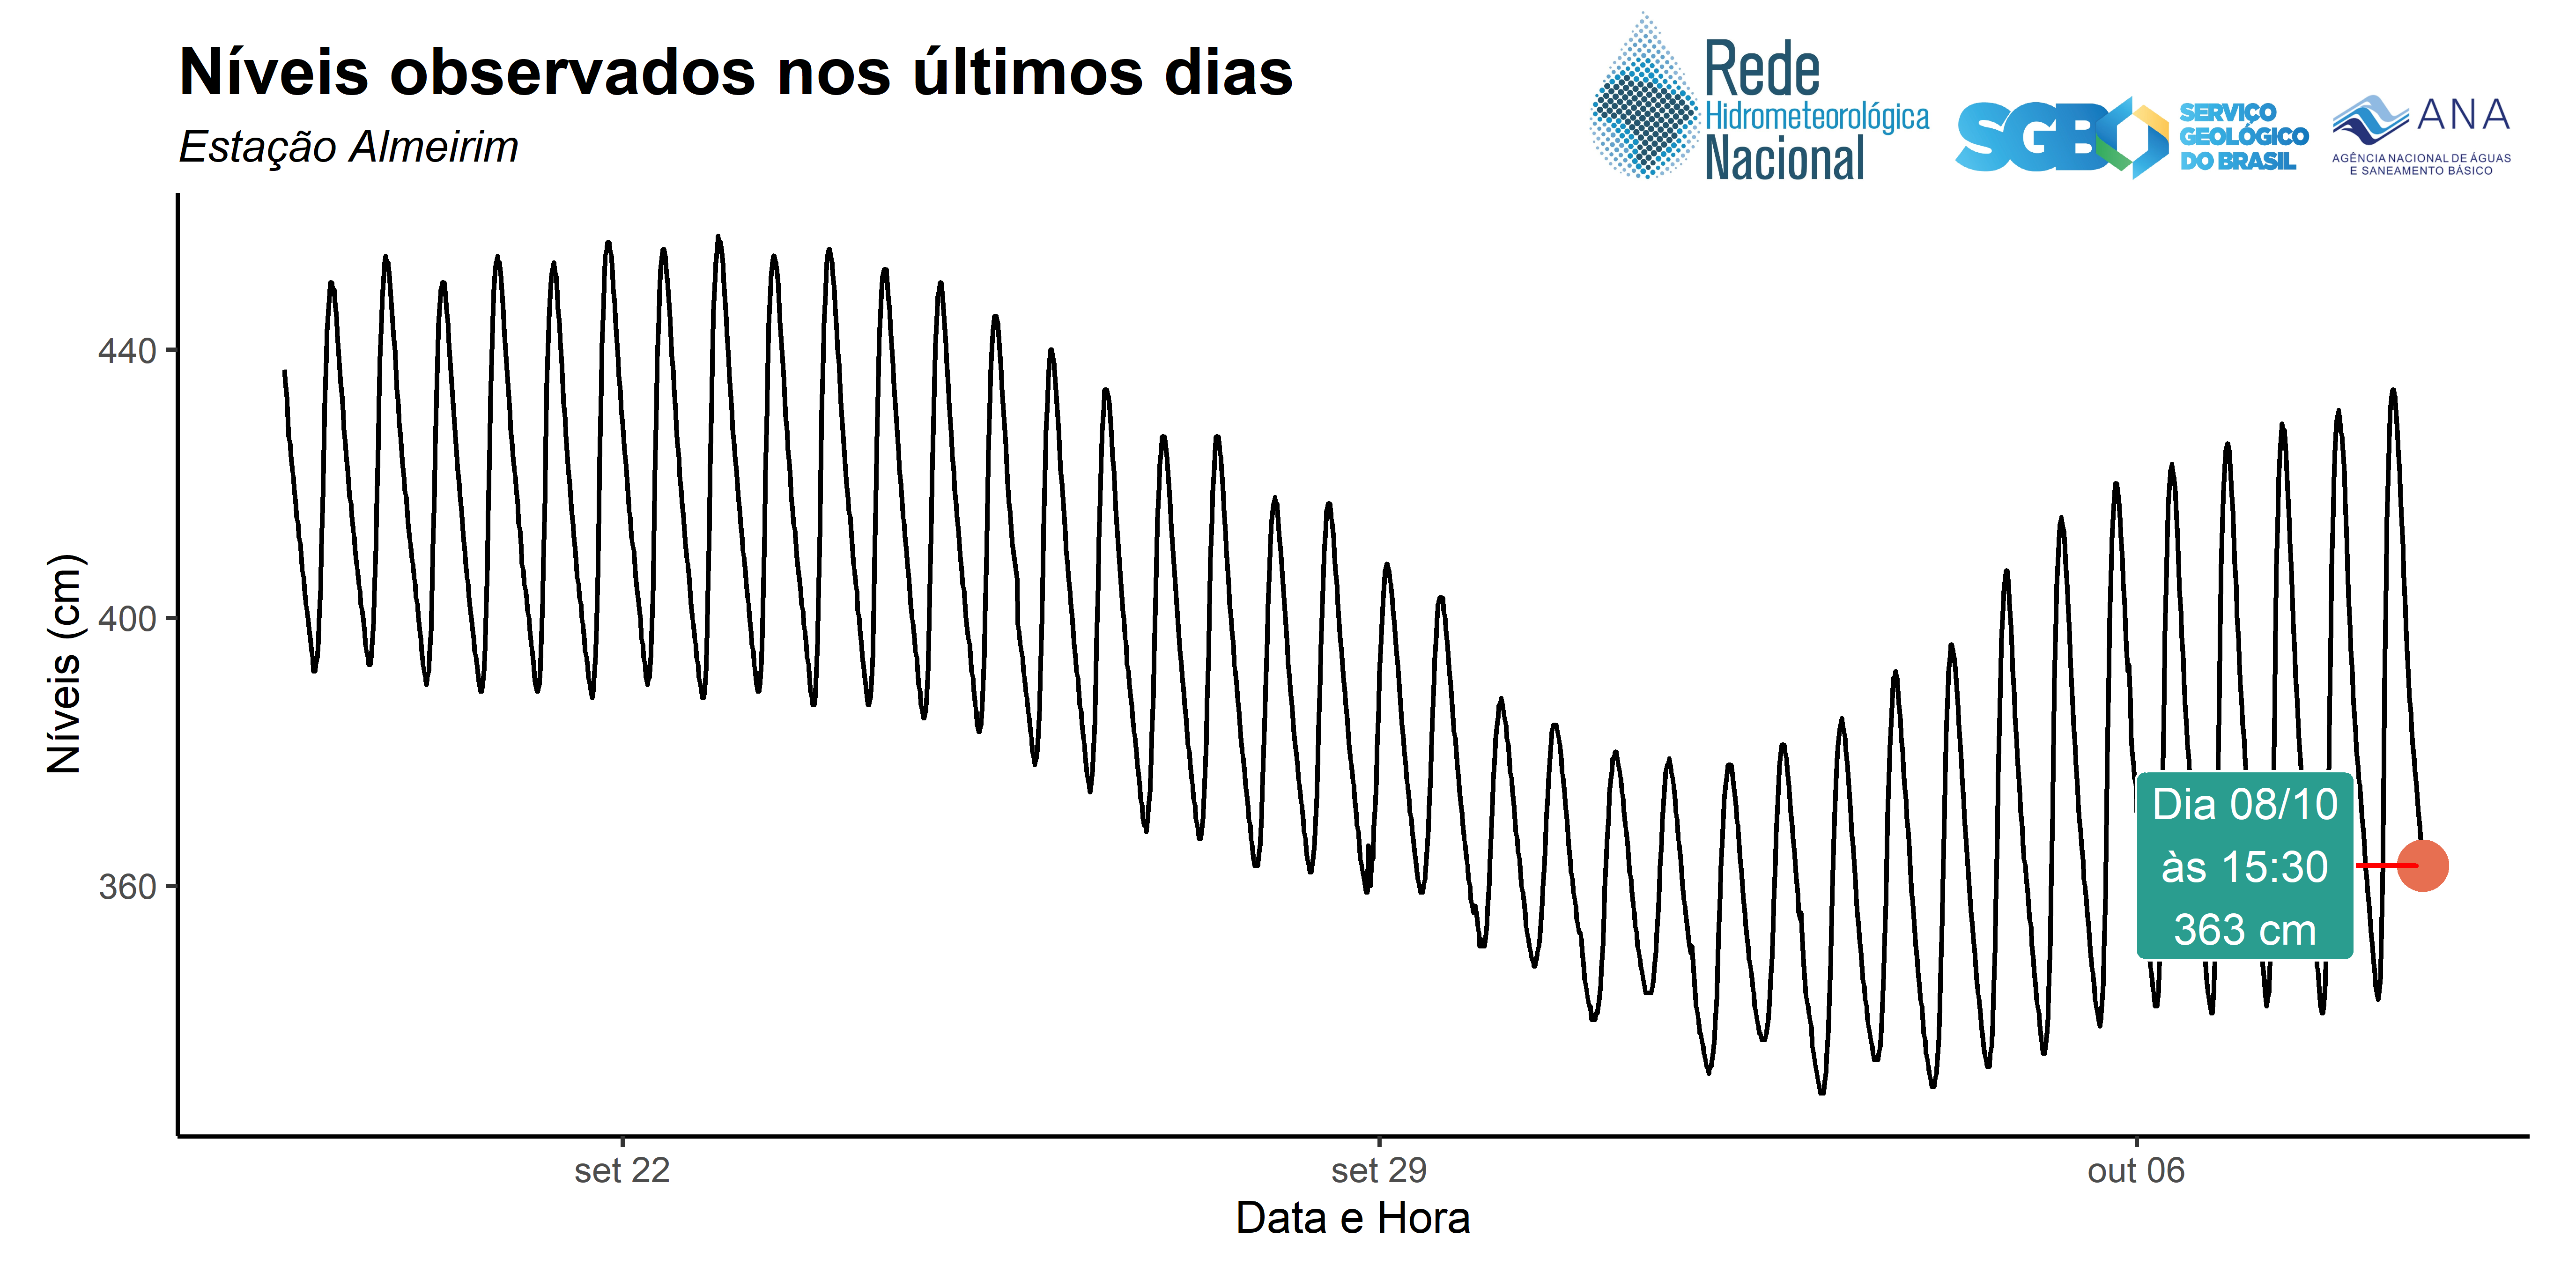 Níveis observados nos últimos dias
Estação Almeirim
Rede
Hidrometeorológica
Nacional
SGB
SERVIÇO
GEOLÓGICO
DO BRASIL
ANA
AGÊNCIA NACIONAL DE ÁGUAS
E SANEAMENTO BÁSICO
Níveis (cm)
440
400
360
Dia 08/10
às 15:30
363 cm
set 22
set 29
out 06
Data e Hora